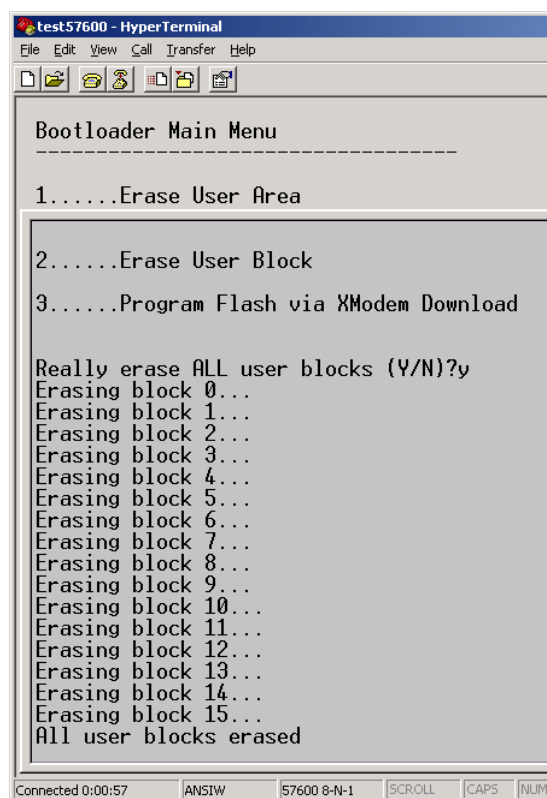 test57600 - HyperTerminal
File Edit View Call Transfer Help
Bootloader Main Menu
-----------------------------------
1......Erase User Area
2......Erase User Block
3......Program Flash via XModem Download
Really erase ALL user blocks (Y/N)?y
Erasing block 0...
Erasing block 1...
Erasing block 2...
Erasing block 3...
Erasing block 4...
Erasing block 5...
Erasing block 6...
Erasing block 7...
Erasing block 8...
Erasing block 9...
Erasing block 10...
Erasing block 11...
Erasing block 12...
Erasing block 13...
Erasing block 14...
Erasing block 15...
All user blocks erased
Connected 0:00:57 ANSIW 57600 8-N-1 SCROLL CAPS NUM